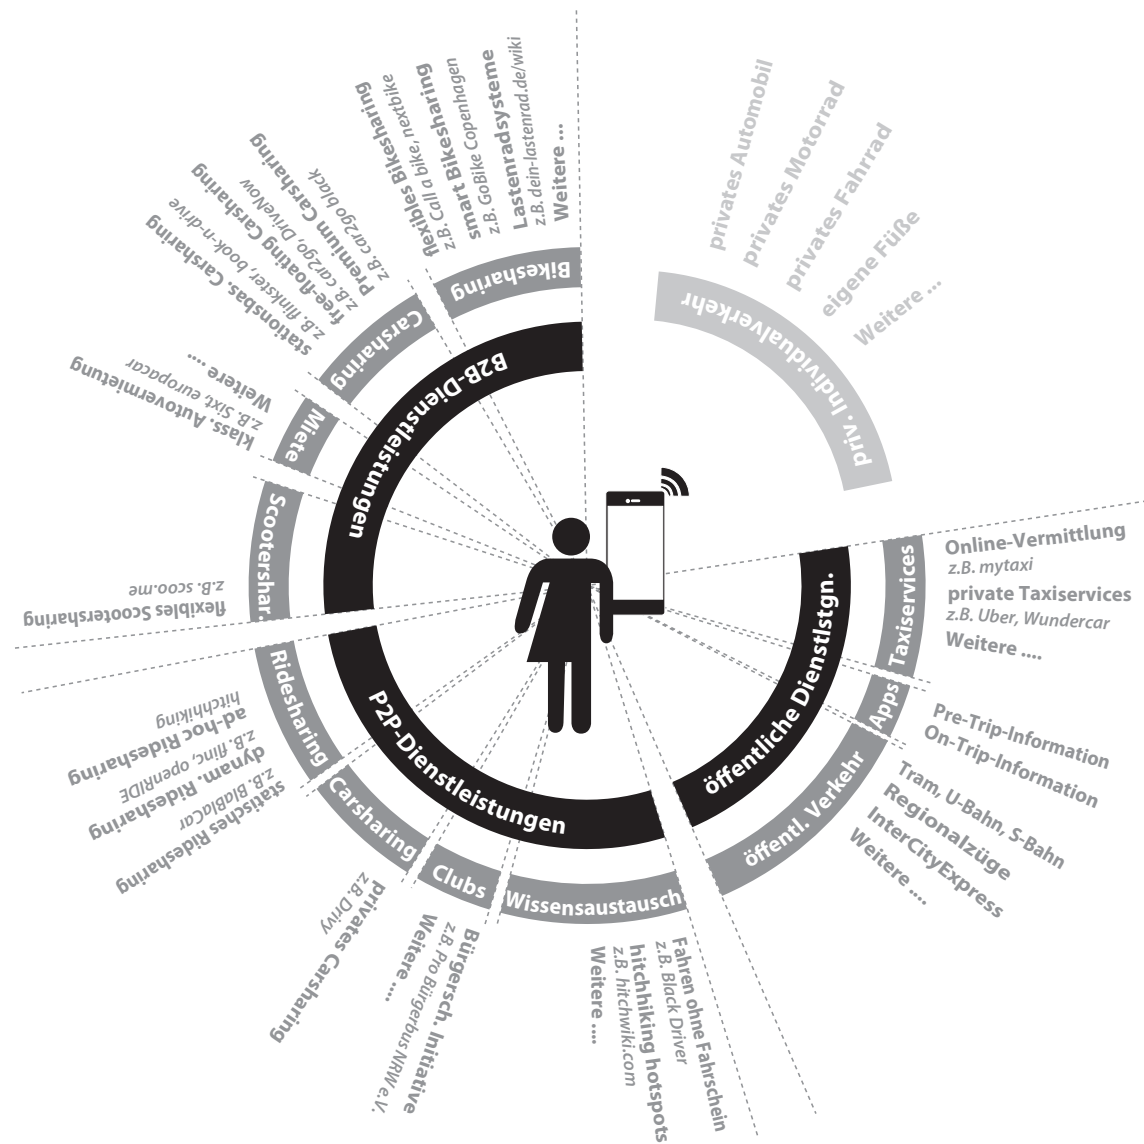 B2B-Dienstleistungen
Bikesharing
flexibles Bikesharing
z.B. Call a bike, nextbike
smart Bikesharing
z.B. GoBike Copenhagen
Lastenradsysteme
z.B. dein-lastenrad.de/wiki
Weitere ...
Carsharing
Premium Carsharing
z.B. car2go black
free-floating Carsharing
z.B. car2go, DriveNow
stationsbas. Carsharing
z.B. flinkster, book-n-drive
Weitere ....
Miete
klass. Autovermietung
z.B. Sixt, europacar
Scootershar.
flexibles Scootersharing
z.B. scoo.me
P2P-Dienstleistungen
Ridesharing
ad-hoc Ridesharing
hitchhiking
dynam. Ridesharing
z.B. flinc, openRIDE
statisches Ridesharing
z.B. BlaBlaCar
Carsharing
privates Carsharing
z.B. Drivy
Weitere ....
Clubs
Bürgersch. Initiative
z.B. Pro Bürgerbus NRW e.V.
Wissensaustausch
Fahren ohne Fahrschein
z.B. Black Driver
hitchhiking hotspots
z.B. hitchwiki.com
Weitere ....
öffentliche Dienstlstgn.
öffentl. Verkehr
Tram, U-Bahn, S-Bahn
Regionalzüge
InterCityExpress
Weitere ....
Apps
Pre-Trip-Information
On-Trip-Information
Taxiservices
Online-Vermittlung
z.B. mytaxi
private Taxiservices
z.B. Uber, Wundercar
Weitere ....
priv. Individualverkehr
privates Automobil
privates Motorrad
privates Fahrrad
eigene Füße
Weitere ...